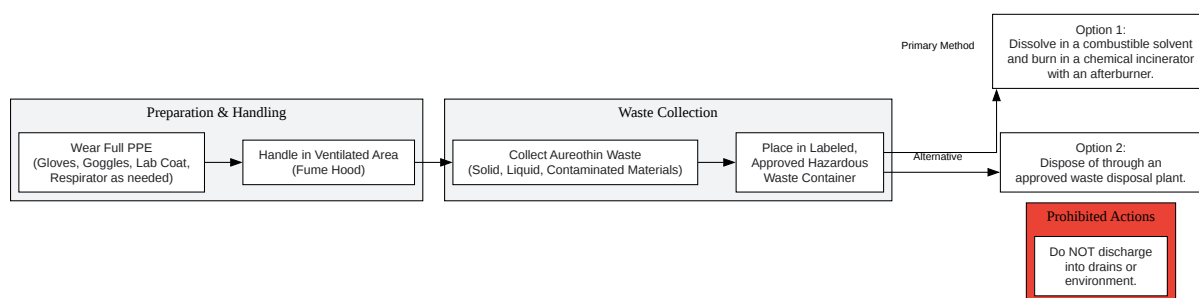 Preparation & Handling
Wear Full PPE
(Gloves, Goggles, Lab Coat,
Respirator as needed)
Handle in Ventilated Area
(Fume Hood)
Waste Collection
Collect Aureothin Waste
(Solid, Liquid, Contaminated Materials)
Place in Labeled,
Approved Hazardous
Waste Container
Primary Method
Option 1:
Dissolve in a combustible solvent
and burn in a chemical incinerator
with an afterburner.
Alternative
Option 2:
Dispose of through an
approved waste disposal plant.
Prohibited Actions
Do NOT discharge
into drains or
environment.